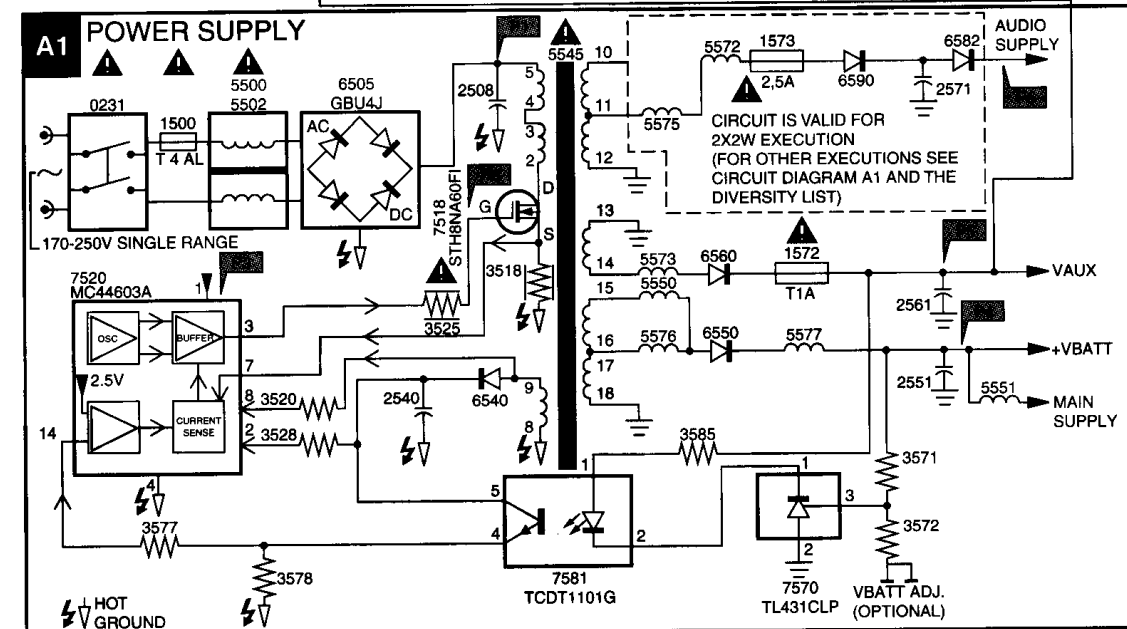 A1 POWER SUPPLY
0231
1500
T 4 AL
5500
5502
6505
GBU4J
AC
DC
170-250V SINGLE RANGE
2508
5545
5
4
3
2
D
G
S
7518
STH8NA60FI
3518
3525
7520
MC44603A
1
OSC
BUFFER
2.5V
CURRENT
SENSE
3
7
8
2
14
4
3520
3528
2540
6540
9
8
3577
3578
HOT
GROUND
10
11
12
13
14
15
16
17
18
5575
5572
1573
2,5A
6590
2571
6582
AUDIO
SUPPLY
CIRCUIT IS VALID FOR
2X2W EXECUTION
(FOR OTHER EXECUTIONS SEE
CIRCUIT DIAGRAM A1 AND THE
DIVERSITY LIST)
5573
5550
5576
6560
1572
T1A
6550
5577
2561
VAUX
+VBATT
2551
5551
MAIN
SUPPLY
3585
3571
3572
1
2
5
4
7581
TCDT1101G
1
3
2
7570
TL431CLP
VBATT ADJ.
(OPTIONAL)